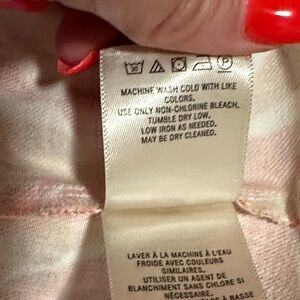 30 P
MACHINE WASH COLD WITH LIKE
COLORS.
USE ONLY NON-CHLORINE BLEACH,
TUMBLE DRY LOW.
LOW IRON AS NEEDED.
MAY BE DRY CLEANED.
LAVER À LA MACHINE À L'EAU
FROIDE AVEC COULEURS
SIMILAIRES.
UTILISER UN AGENT DE
BLANCHIMENT SANS CHLORE SI
NÉCESSAIRE.
À BASSE